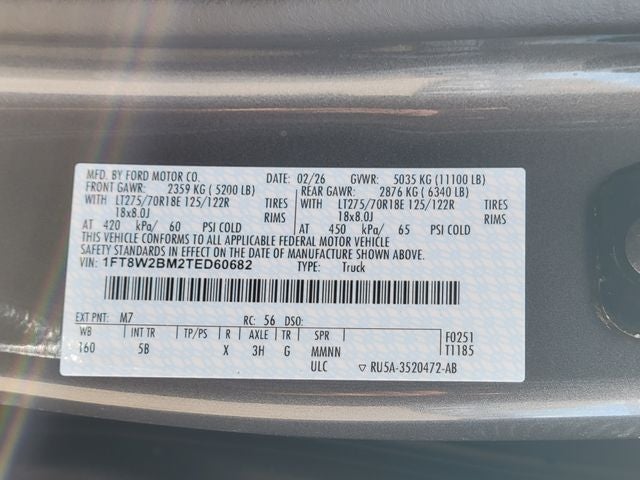 MFD. BY FORD MOTOR CO. DATE: 02/26 GVWR: 5035 KG (11100 LB)
FRONT GAWR: 2359 KG (5200 LB) REAR GAWR: 2876 KG (6340 LB)
WITH LT275/70R18E 125/122R TIRES WITH LT275/70R18E 125/122R TIRES
18x8.0J RIMS 18x8.0J RIMS
AT 420 kPa/ 60 PSI COLD AT 450 kPa/ 65 PSI COLD
THIS VEHICLE CONFORMS TO ALL APPLICABLE FEDERAL MOTOR VEHICLE
SAFETY STANDARDS IN EFFECT ON THE DATE OF MANUFACTURE SHOWN ABOVE.
VIN: 1FT8W2BM2TED60682 TYPE: Truck
EXT PNT: M7 RC: 56 DSO:
WB INT TR TP/PS R AXLE TR SPR F0251
160 5B X 3H G MMNN T1185
ULC ▽ RU5A-3520472-AB